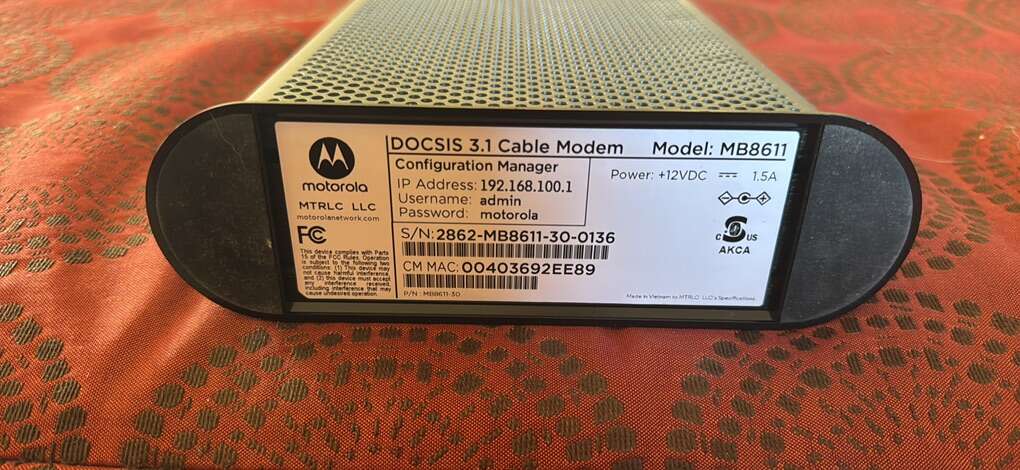 DOCSIS 3.1 Cable Modem Model: MB8611
Configuration Manager
IP Address: 192.168.100.1
Username: admin
Password: motorola
Power: +12VDC 1.5A
motorola
MTRLC LLC
motorolanetwork.com
FC
This device complies with Parts
15 of the FCC Rules. Operation
is subject to the following two
conditions: (1) This device may
not cause harmful interference,
and (2) this device must accept
any interference received,
including interference that may
cause undesired operation.
S/N: 2862-MB8611-30-0136
CM MAC: 00403692EE89
P/N : MB8611-30
C US
AKCA
Made in Vietnam to MTRLC LLC's Specifications